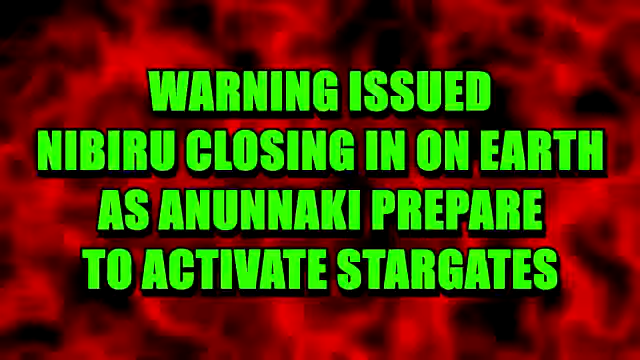 WARNING ISSUED
NIBIRU CLOSING IN ON EARTH
AS ANUNNAKI PREPARE
TO ACTIVATE STARGATES